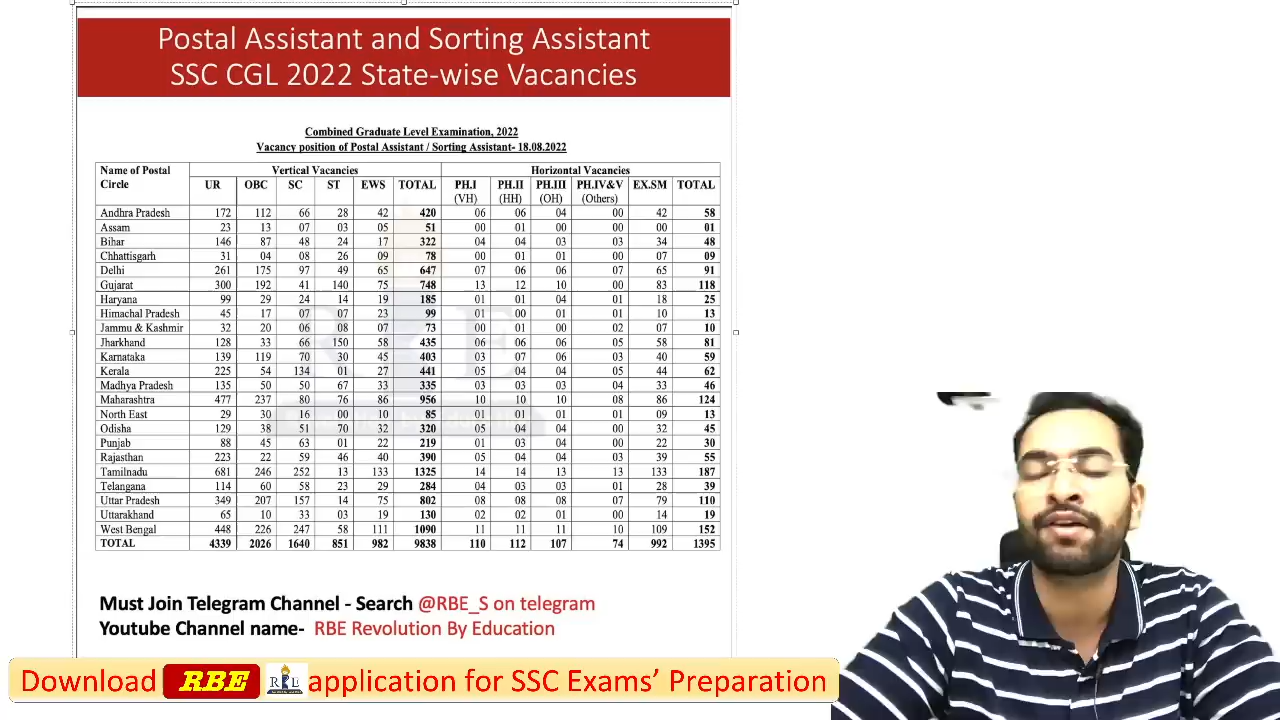 Postal Assistant and Sorting Assistant
SSC CGL 2022 State-wise Vacancies
Combined Graduate Level Examination, 2022
Vacancy position of Postal Assistant / Sorting Assistant- 18.08.2022
Name of Postal Circle Vertical Vacancies Horizontal Vacancies
UR OBC SC ST EWS TOTAL PH.I (VH) PH.II (HH) PH.III (OH) PH.IV&V (Others) EX.SM TOTAL
Andhra Pradesh 172 112 66 28 42 420 06 06 04 00 42 58
Assam 23 13 07 03 05 51 00 01 00 00 00 01
Bihar 146 87 48 24 17 322 04 04 03 03 34 48
Chhattisgarh 31 04 08 26 09 78 00 01 01 00 07 09
Delhi 261 175 97 49 65 647 07 06 06 07 65 91
Gujarat 300 192 41 140 75 748 13 12 10 00 83 118
Haryana 99 29 24 14 19 185 01 01 04 01 18 25
Himachal Pradesh 45 17 07 07 23 99 01 00 01 01 10 13
Jammu & Kashmir 32 20 06 08 07 73 00 01 00 02 07 10
Jharkhand 128 33 66 150 58 435 06 06 06 05 58 81
Karnataka 139 119 70 30 45 403 03 07 06 03 40 59
Kerala 225 54 134 01 27 441 05 04 04 05 44 62
Madhya Pradesh 135 50 50 67 33 335 03 03 03 04 33 46
Maharashtra 477 237 80 76 86 956 10 10 10 08 86 124
North East 29 30 16 00 10 85 01 01 01 01 09 13
Odisha 129 38 51 70 32 320 05 04 04 00 32 45
Punjab 88 45 63 01 22 219 01 03 04 00 22 30
Rajasthan 223 22 59 46 40 390 05 04 04 03 39 55
Tamilnadu 681 246 252 13 133 1325 14 14 13 13 133 187
Telangana 114 60 58 23 29 284 04 03 03 01 28 39
Uttar Pradesh 349 207 157 14 75 802 08 08 08 07 79 110
Uttarakhand 65 10 33 03 19 130 02 02 01 00 14 19
West Bengal 448 226 247 58 111 1090 11 11 11 10 109 152
TOTAL 4339 2026 1640 851 982 9838 110 112 107 74 992 1395
Must Join Telegram Channel - Search @RBE_S on telegram
Youtube Channel name- RBE Revolution By Education
Download RBE RBE application for SSC Exams' Preparation